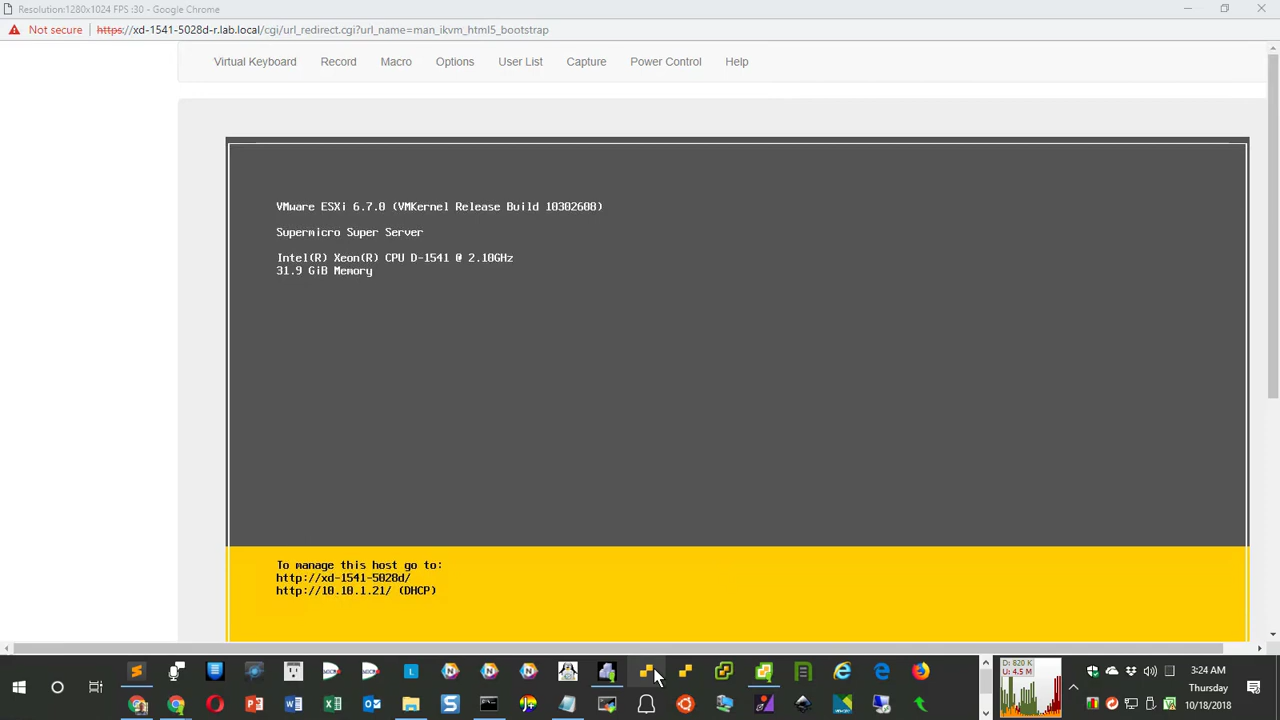 Resolution:1280x1024 FPS :30 - Google Chrome
Not secure https://xd-1541-5028d-r.lab.local/cgi/url_redirect.cgi?url_name=man_ikvm_html5_bootstrap
Virtual Keyboard Record Macro Options User List Capture Power Control Help
VMware ESXi 6.7.0 (VMKernel Release Build 10302608)
Supermicro Super Server
Intel(R) Xeon(R) CPU D-1541 @ 2.10GHz
31.9 GiB Memory
To manage this host go to:
http://xd-1541-5028d/
http://10.10.1.21/ (DHCP)
D: 820 K
U: 4.5 M
3:24 AM
Thursday
10/18/2018